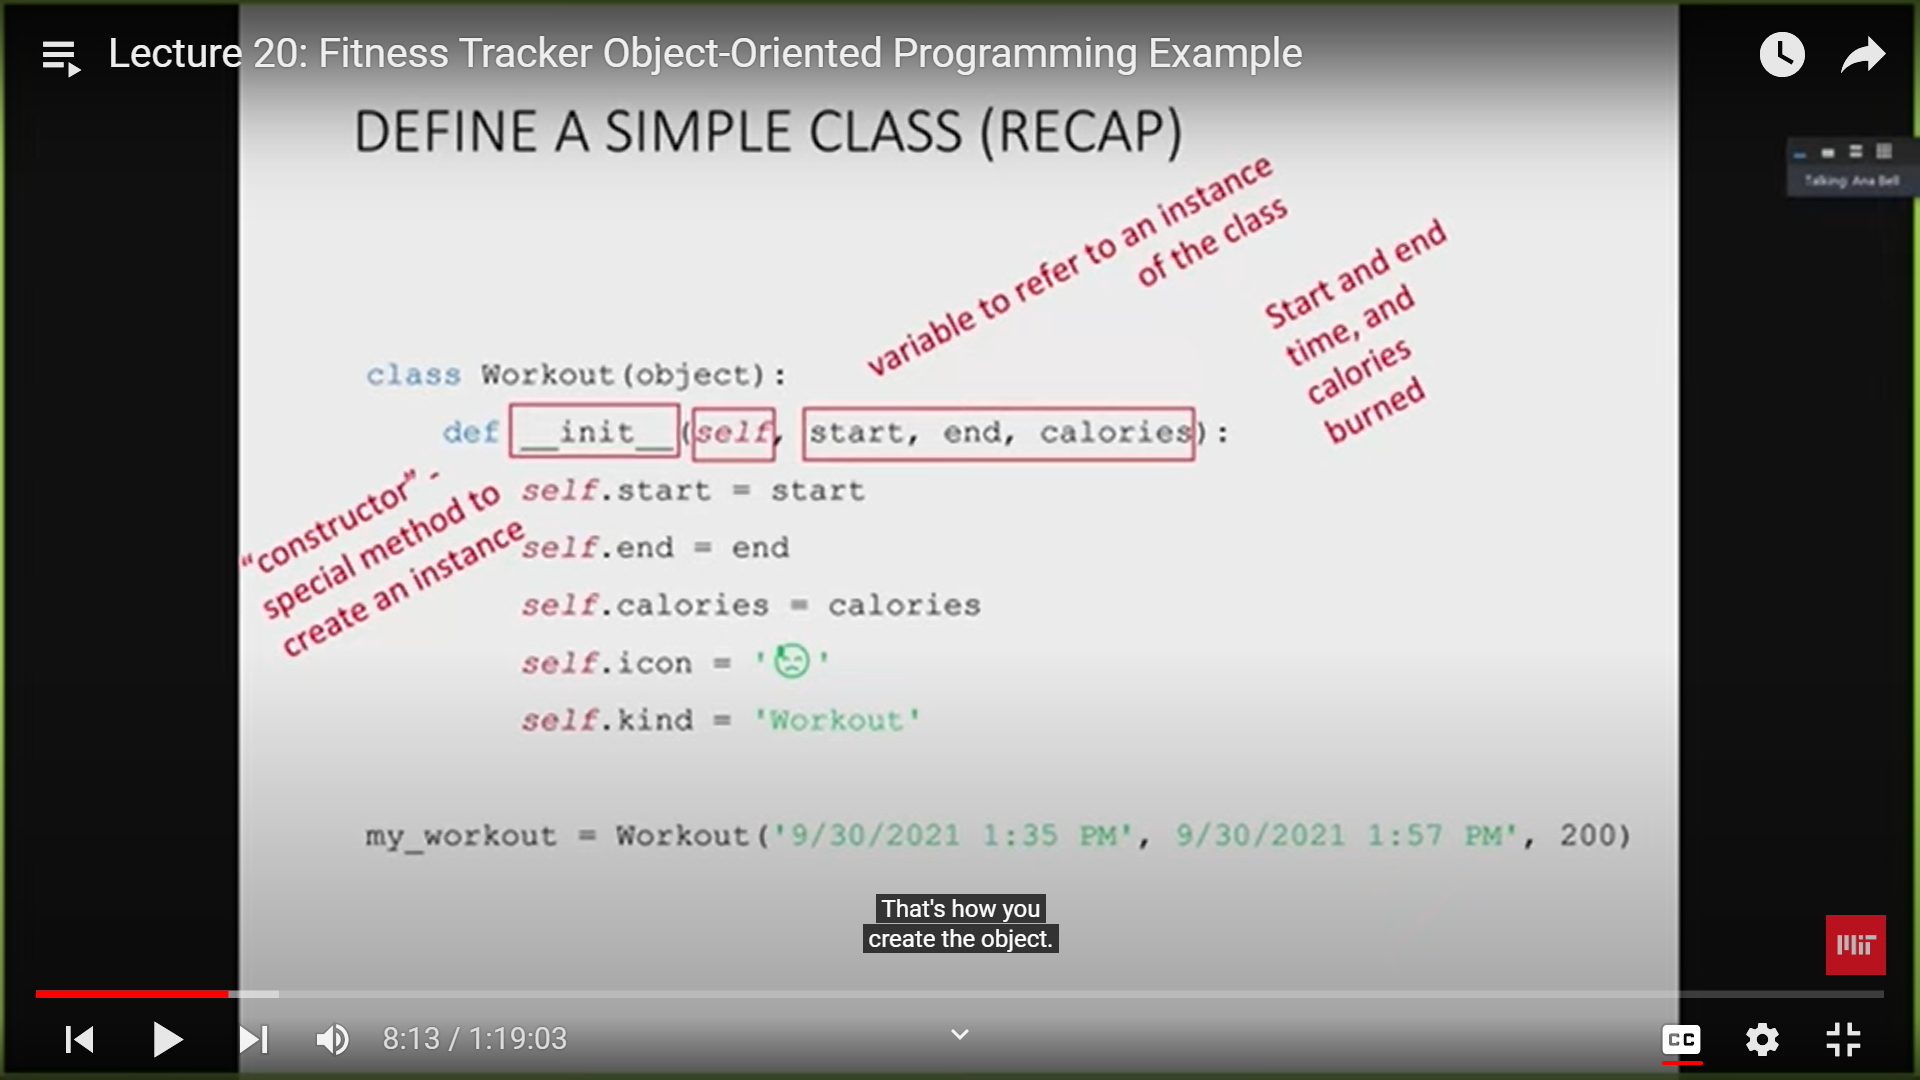 Lecture 20: Fitness Tracker Object-Oriented Programming Example
Talking: Ana Bell
DEFINE A SIMPLE CLASS (RECAP)
variable to refer to an instance
of the class
Start and end
time, and
calories
burned
class Workout(object):
def __init__(self, start, end, calories):
"constructor" -
special method to
create an instance
self.start = start
self.end = end
self.calories = calories
self.icon = '😓'
self.kind = 'Workout'
my_workout = Workout('9/30/2021 1:35 PM', 9/30/2021 1:57 PM', 200)
That's how you
create the object.
MIT
8:13 / 1:19:03
CC